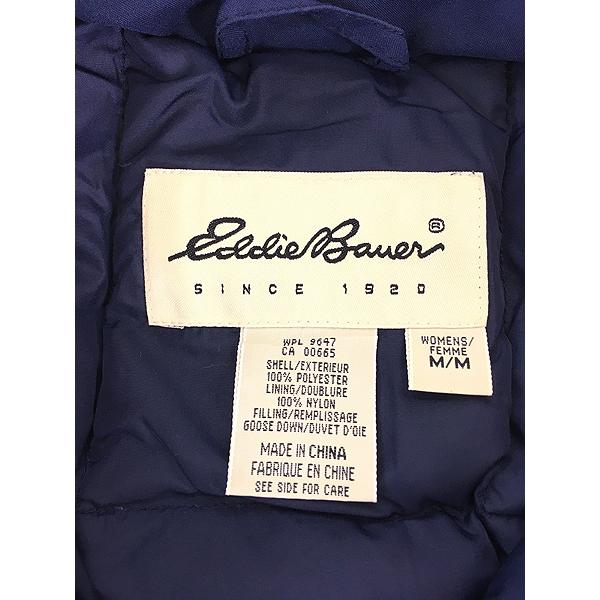 Eddie Bauer®
SINCE 1920
WPL 9647
CA 00665
SHELL/EXTERIEUR
100% POLYESTER
LINING/DOUBLURE
100% NYLON
FILLING/REMPLISSAGE
GOOSE DOWN/DUVET D'OIE
MADE IN CHINA
FABRIQUE EN CHINE
SEE SIDE FOR CARE
WOMENS/
FEMME
M/M